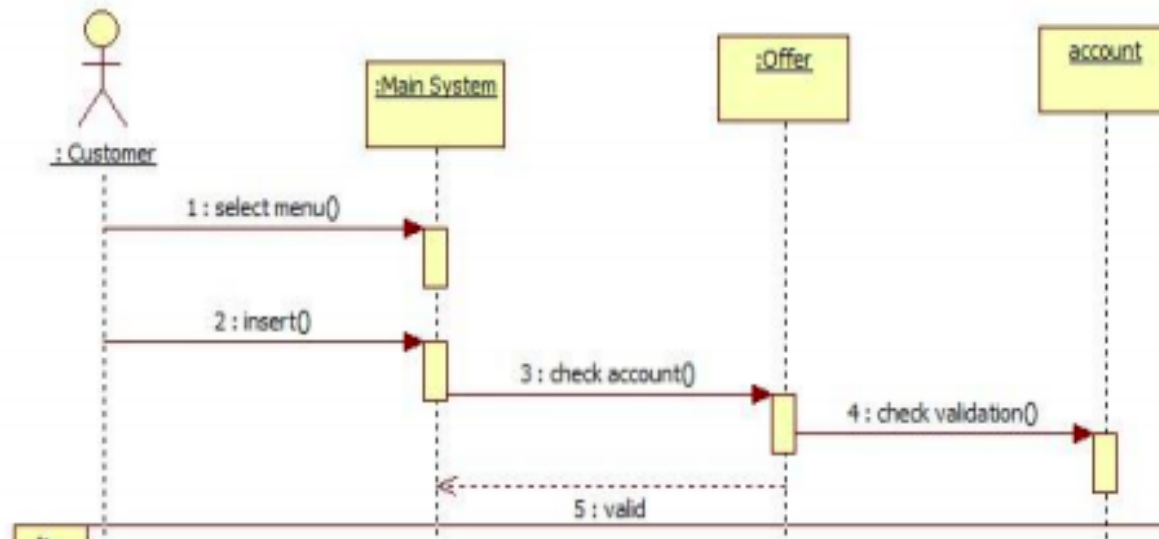 :Offer
account
:Main System
: Customer
1 : select menu()
2 : insert()
3 : check account()
4 : check validation()
5 : valid